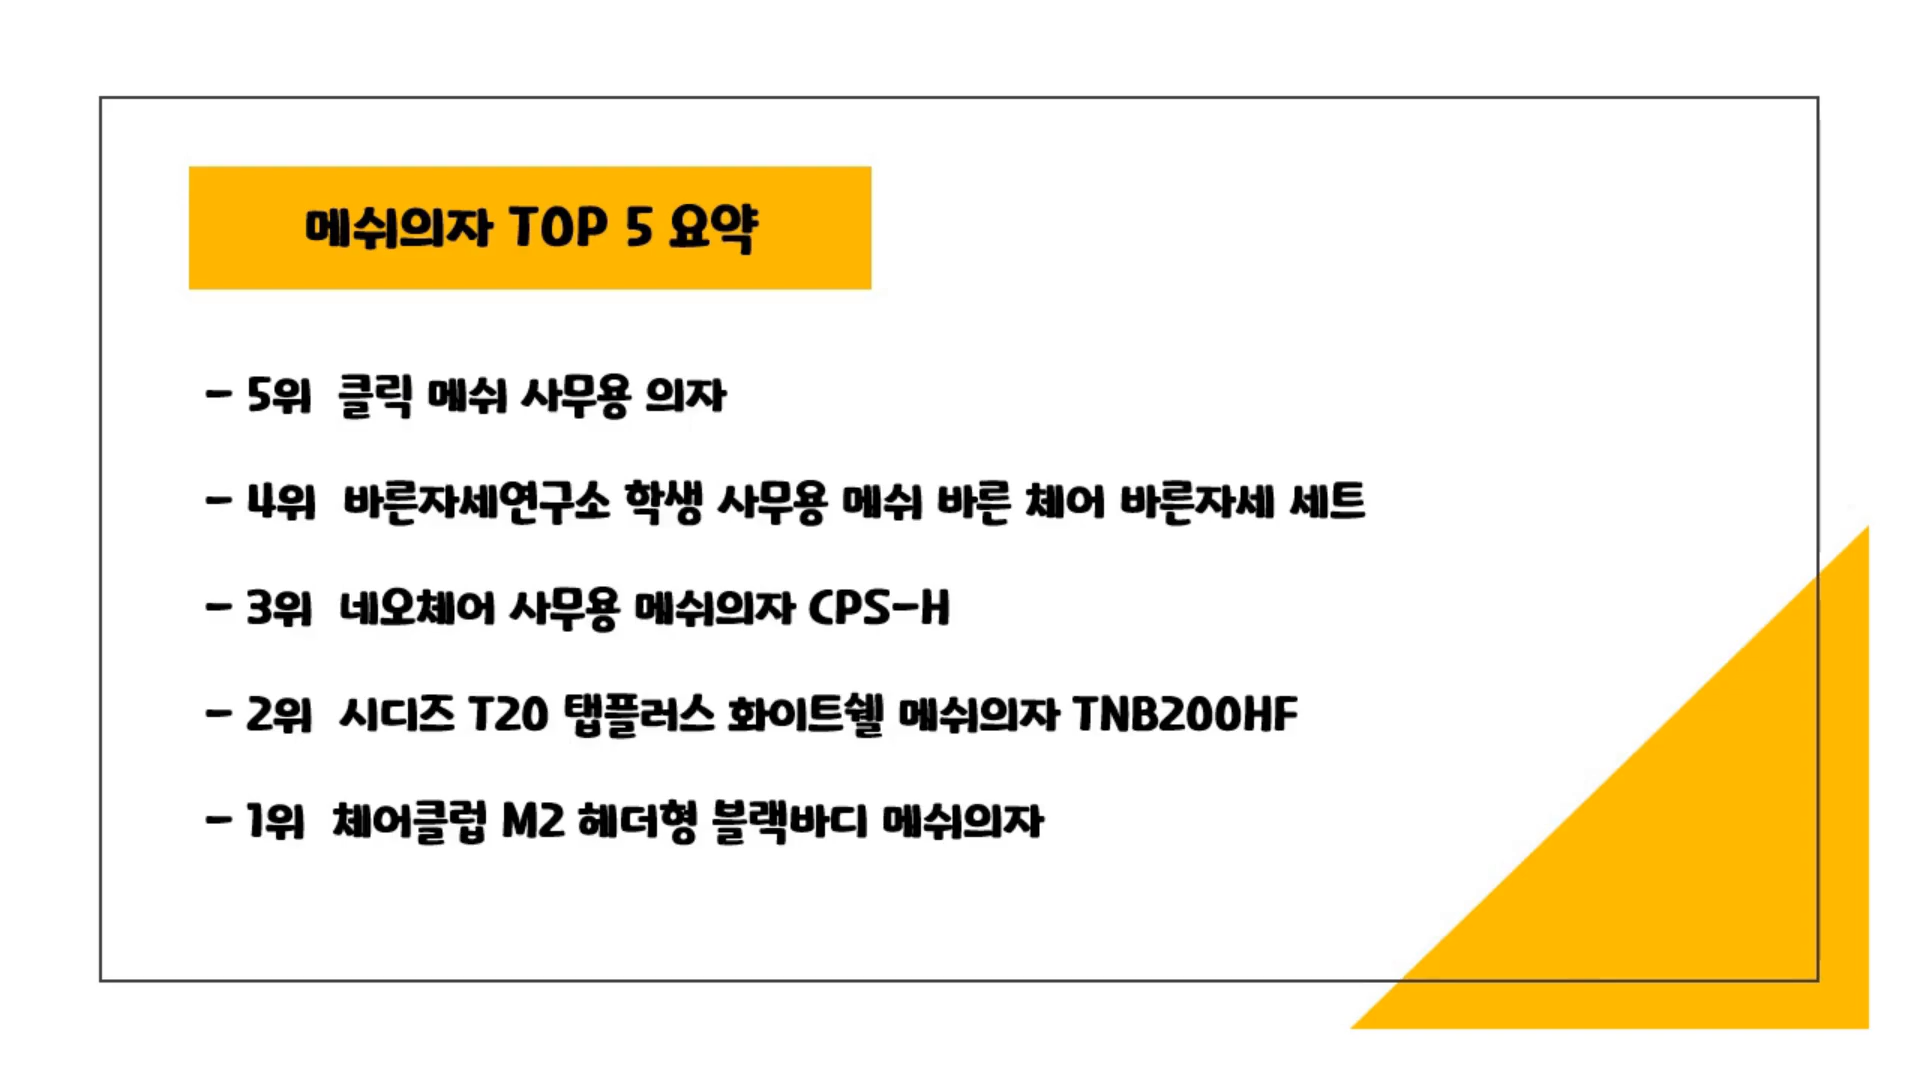 메쉬의자 TOP 5 요약
- 5위 클릭 메쉬 사무용 의자
- 4위 바른자세연구소 학생 사무용 메쉬 바른 체어 바른자세 세트
- 3위 네오체어 사무용 메쉬의자 CPS-H
- 2위 시디즈 T20 탭플러스 화이트쉘 메쉬의자 TNB200HF
- 1위 체어클럽 M2 헤더형 블랙바디 메쉬의자